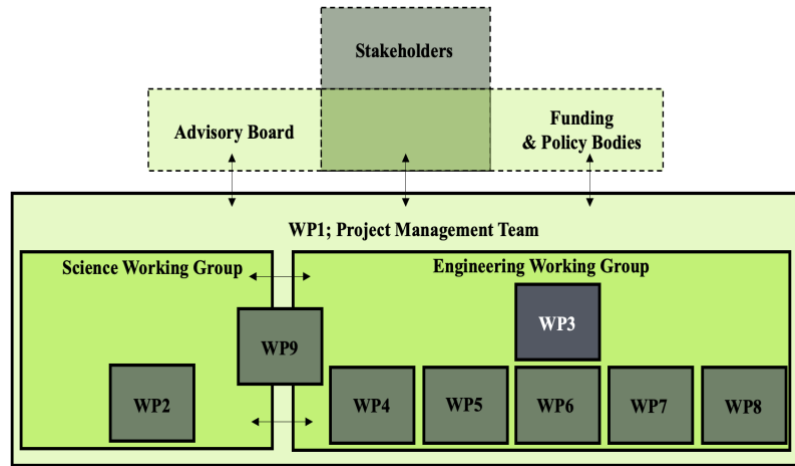 Stakeholders
Advisory Board
Funding
& Policy Bodies
WP1; Project Management Team
Science Working Group
Engineering Working Group
WP3
WP9
WP2
WP4
WP5
WP6
WP7
WP8